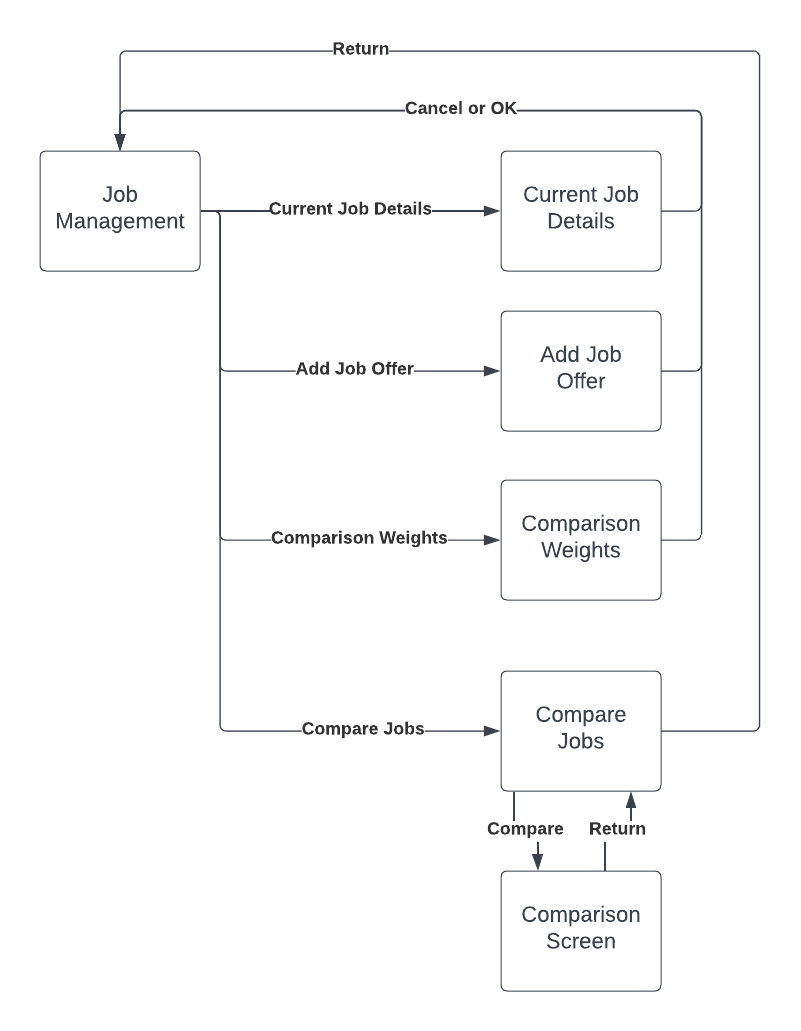 Return
Cancel or OK
Job
Management
Current Job Details
Current Job
Details
Add Job Offer
Add Job
Offer
Comparison Weights
Comparison
Weights
Compare Jobs
Compare
Jobs
Compare
Return
Comparison
Screen